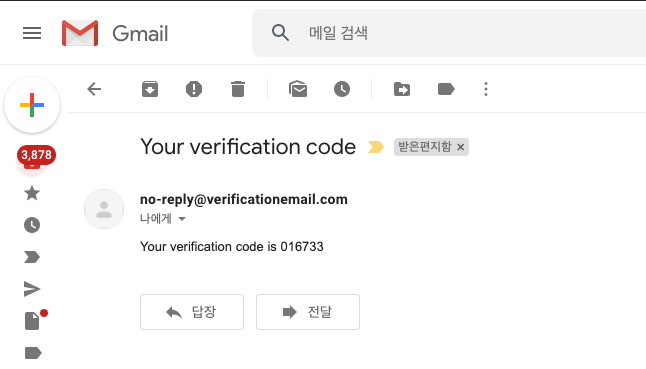 Gmail
메일 검색
3,878
Your verification code 받은편지함 ×
no-reply@verificationemail.com
나에게
Your verification code is 016733
답장
전달